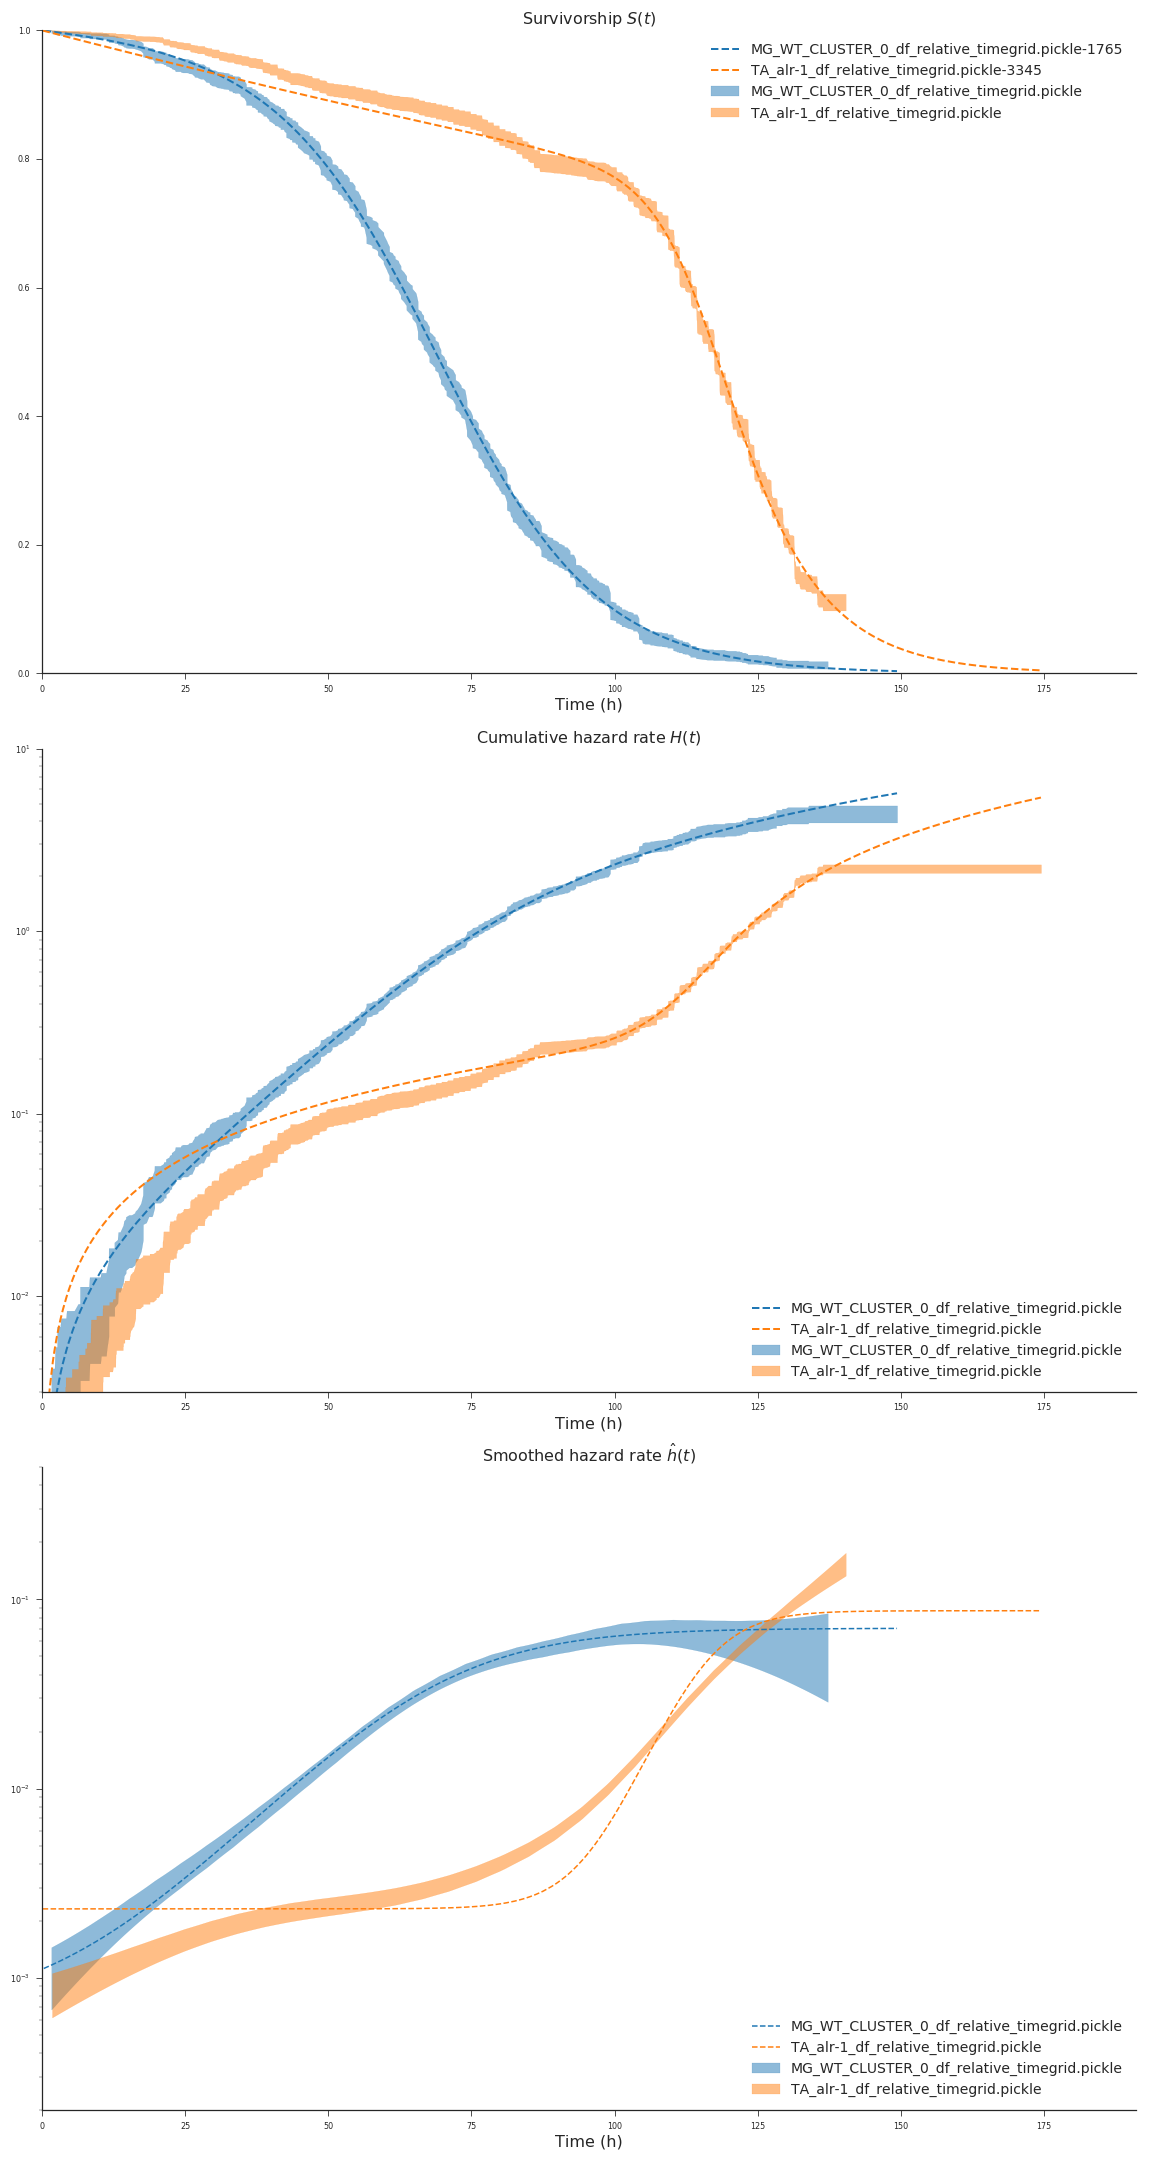 Survivorship S(t)
1.0
0.8
0.6
0.4
0.2
0.0
MG_WT_CLUSTER_0_df_relative_timegrid.pickle-1765
TA_alr-1_df_relative_timegrid.pickle-3345
MG_WT_CLUSTER_0_df_relative_timegrid.pickle
TA_alr-1_df_relative_timegrid.pickle
0 25 50 75 100 125 150 175
Time (h)
Cumulative hazard rate H(t)
10¹
10⁰
10⁻¹
10⁻²
MG_WT_CLUSTER_0_df_relative_timegrid.pickle
TA_alr-1_df_relative_timegrid.pickle
MG_WT_CLUSTER_0_df_relative_timegrid.pickle
TA_alr-1_df_relative_timegrid.pickle
0 25 50 75 100 125 150 175
Time (h)
Smoothed hazard rate ĥ(t)
10⁻¹
10⁻²
10⁻³
MG_WT_CLUSTER_0_df_relative_timegrid.pickle
TA_alr-1_df_relative_timegrid.pickle
MG_WT_CLUSTER_0_df_relative_timegrid.pickle
TA_alr-1_df_relative_timegrid.pickle
0 25 50 75 100 125 150 175
Time (h)